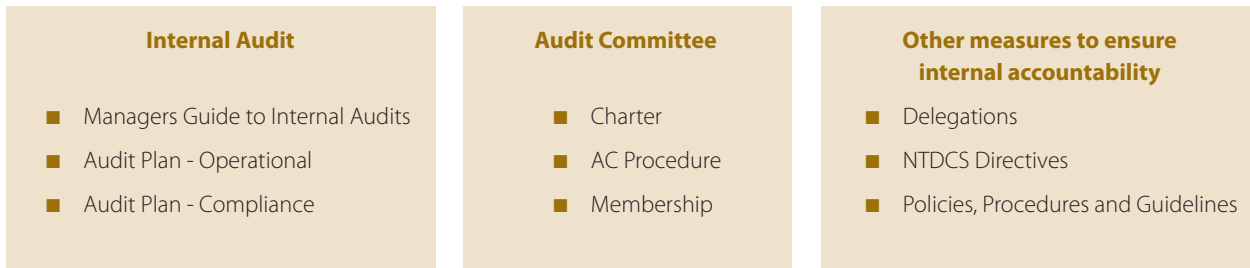 Internal Audit
Managers Guide to Internal Audits
Audit Plan - Operational
Audit Plan - Compliance
Audit Committee
Charter
AC Procedure
Membership
Other measures to ensure
internal accountability
Delegations
NTDCS Directives
Policies, Procedures and Guidelines